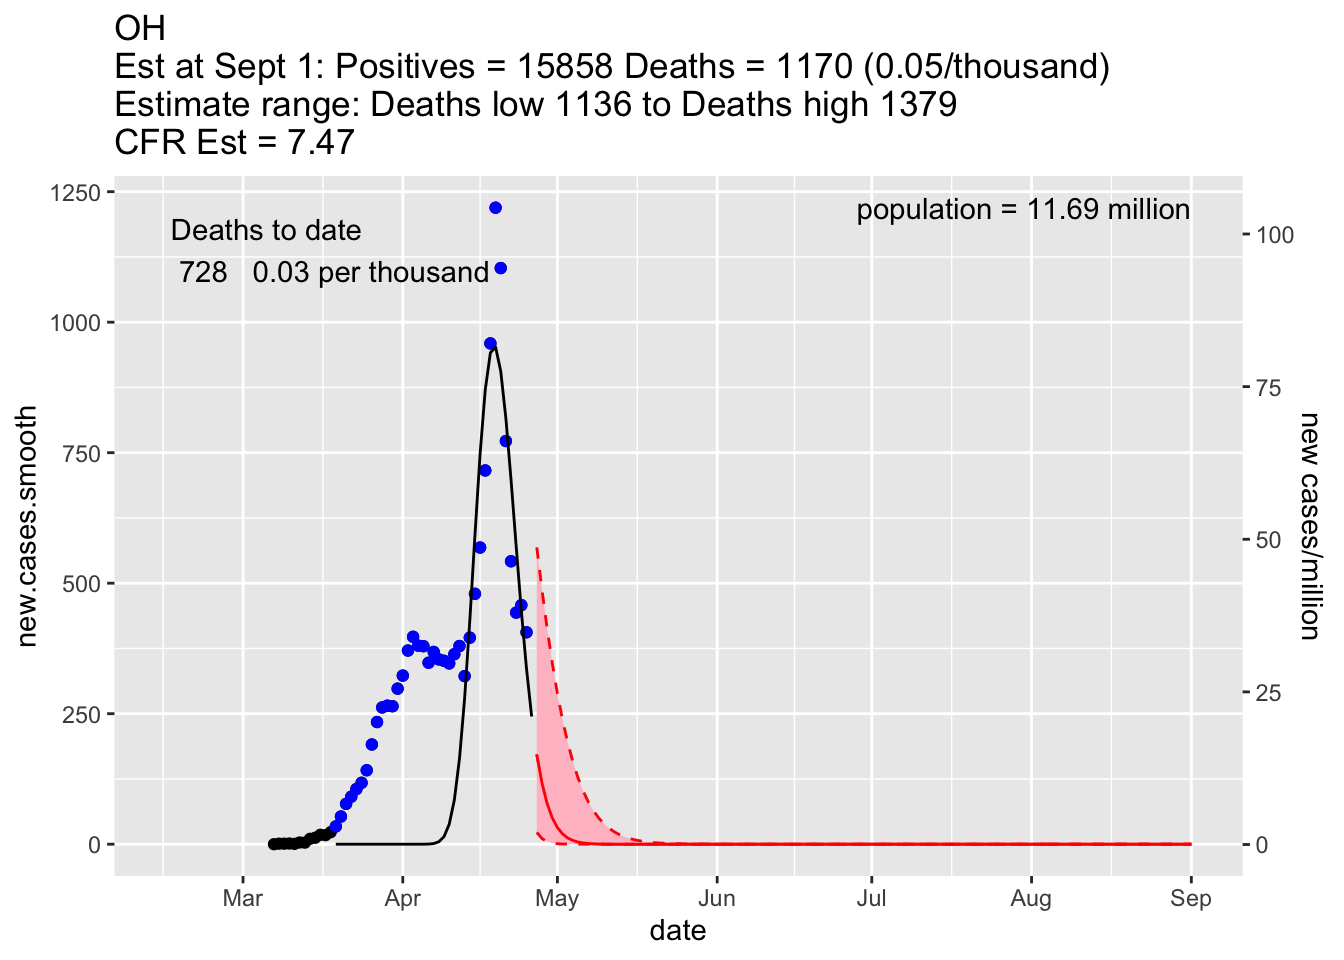 OH
Est at Sept 1: Positives = 15858 Deaths = 1170 (0.05/thousand)
Estimate range: Deaths low 1136 to Deaths high 1379
CFR Est = 7.47
population = 11.69 million
Deaths to date
728 0.03 per thousand
1250
1000
750
500
250
0
new.cases.smooth
100
75
50
25
0
new cases/million
Mar Apr May Jun Jul Aug Sep
date